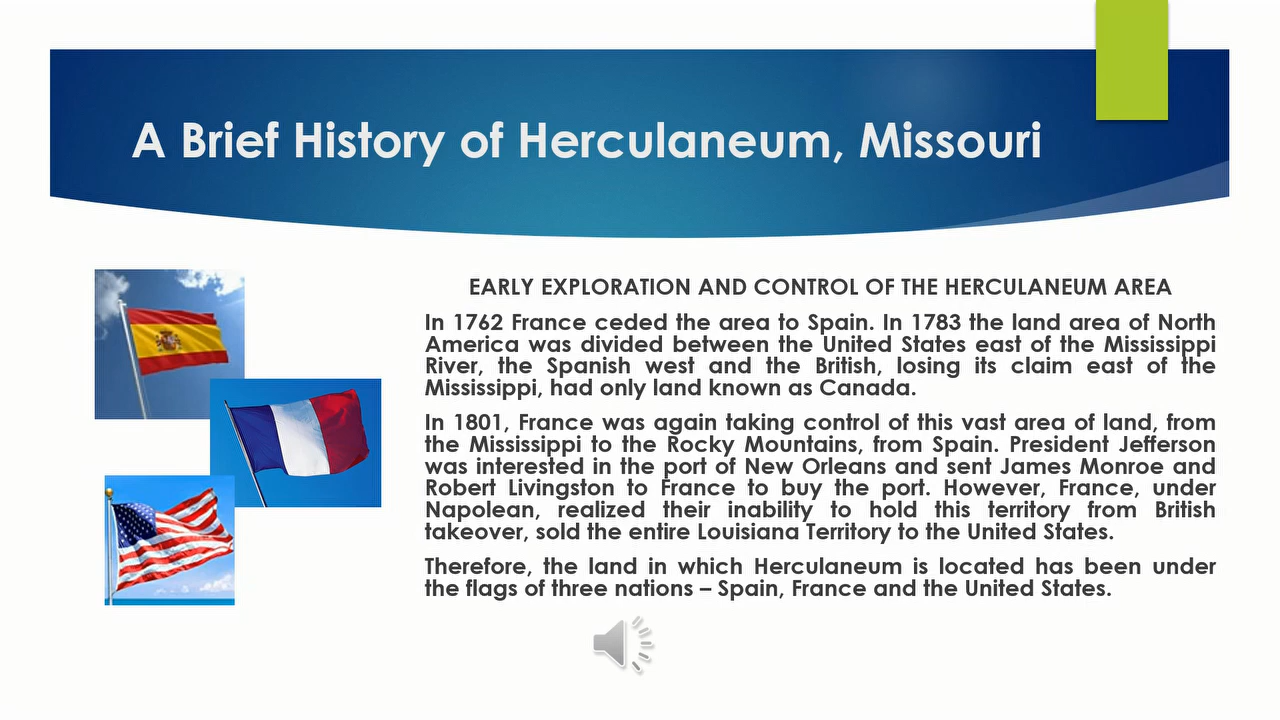 A Brief History of Herculaneum, Missouri
EARLY EXPLORATION AND CONTROL OF THE HERCULANEUM AREA
In 1762 France ceded the area to Spain. In 1783 the land area of North
America was divided between the United States east of the Mississippi
River, the Spanish west and the British, losing its claim east of the
Mississippi, had only land known as Canada.
In 1801, France was again taking control of this vast area of land, from
the Mississippi to the Rocky Mountains, from Spain. President Jefferson
was interested in the port of New Orleans and sent James Monroe and
Robert Livingston to France to buy the port. However, France, under
Napolean, realized their inability to hold this territory from British
takeover, sold the entire Louisiana Territory to the United States.
Therefore, the land in which Herculaneum is located has been under
the flags of three nations – Spain, France and the United States.